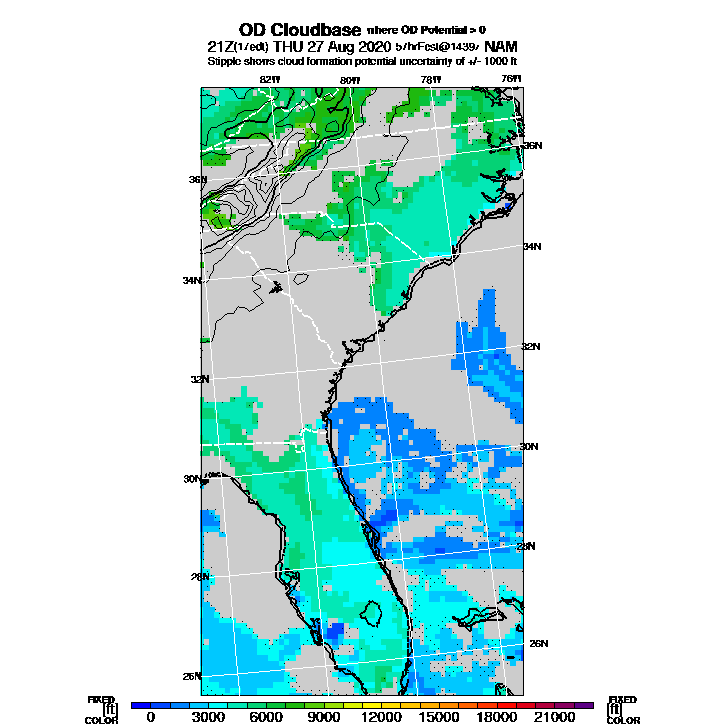 OD Cloudbase where OD Potential > 0
21Z(17edt) THU 27 Aug 2020 57hrFcst@1439z NAM
Stipple shows cloud formation potential uncertainty of +/- 1000 ft
82W 80W 78W 76W
36N
36N
34N
34N
32N
32N
30N
30N
28N
28N
26N
26N
FIXED FIXED
[ft] [ft]
COLOR COLOR
0 3000 6000 9000 12000 15000 18000 21000